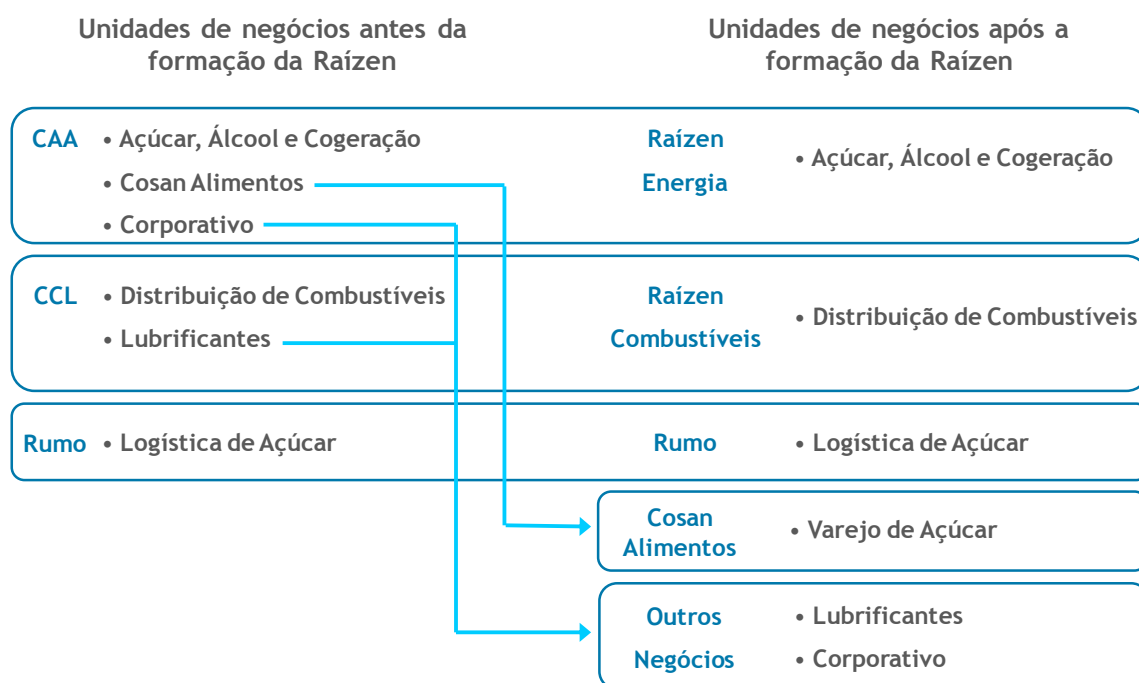 Unidades de negócios antes da
formação da Raízen
Unidades de negócios após a
formação da Raízen
CAA
• Açúcar, Álcool e Cogeração
• Cosan Alimentos
• Corporativo
Raízen
Energia
• Açúcar, Álcool e Cogeração
CCL
• Distribuição de Combustíveis
• Lubrificantes
Raízen
Combustíveis
• Distribuição de Combustíveis
Rumo
• Logística de Açúcar
Rumo
• Logística de Açúcar
Cosan
Alimentos
• Varejo de Açúcar
Outros
Negócios
• Lubrificantes
• Corporativo